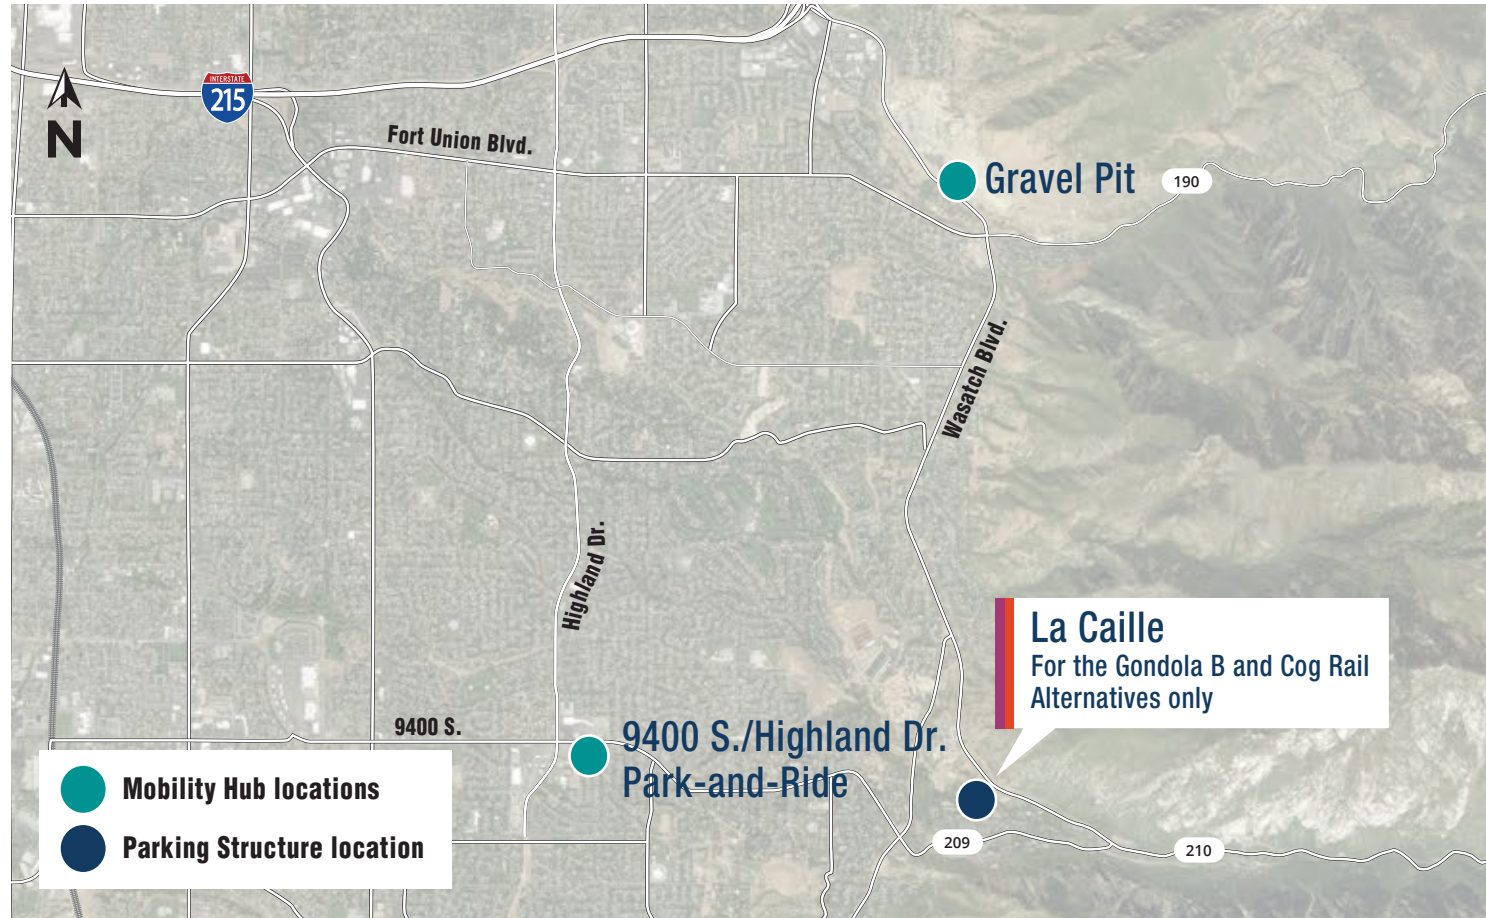 INTERSTATE
215
N
Fort Union Blvd.
Gravel Pit
190
Wasatch Blvd.
Highland Dr.
La Caille
For the Gondola B and Cog Rail
Alternatives only
9400 S.
9400 S./Highland Dr.
Park-and-Ride
Mobility Hub locations
Parking Structure location
209
210